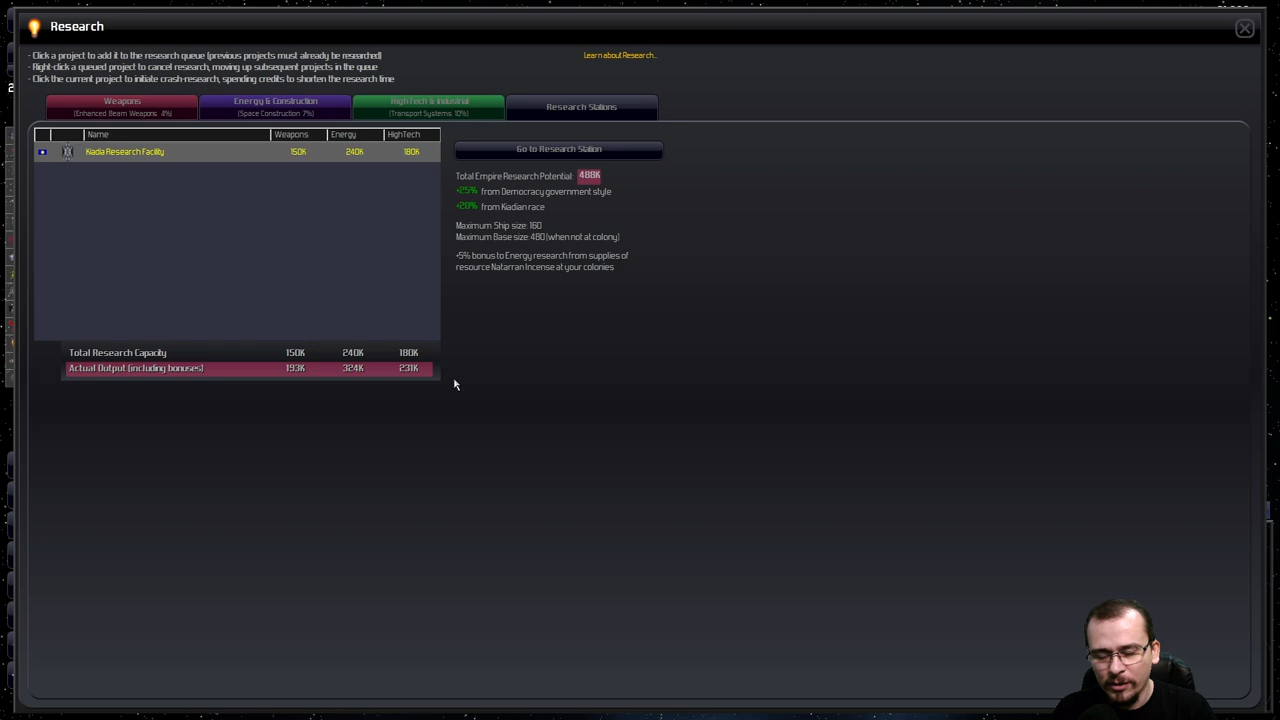 Research
- Click a project to add it to the research queue (previous projects must already be researched)
Learn about Research...
- Right-click a queued project to cancel research, moving up subsequent projects in the queue
- Click the current project to initiate crash-research, spending credits to shorten the research time
Weapons
(Enhanced Beam Weapons 4%)
Energy & Construction
(Space Construction 7%)
HighTech & Industrial
(Transport Systems 10%)
Research Stations
Name Weapons Energy HighTech
Kiadia Research Facility 150K 240K 180K
Total Research Capacity 150K 240K 180K
Actual Output (including bonuses) 193K 324K 231K
Go to Research Station
Total Empire Research Potential: 488K
+25% from Democracy government style
+20% from Kiadian race
Maximum Ship size: 160
Maximum Base size: 480 (when not at colony)
+5% bonus to Energy research from supplies of
resource Natarran Incense at your colonies